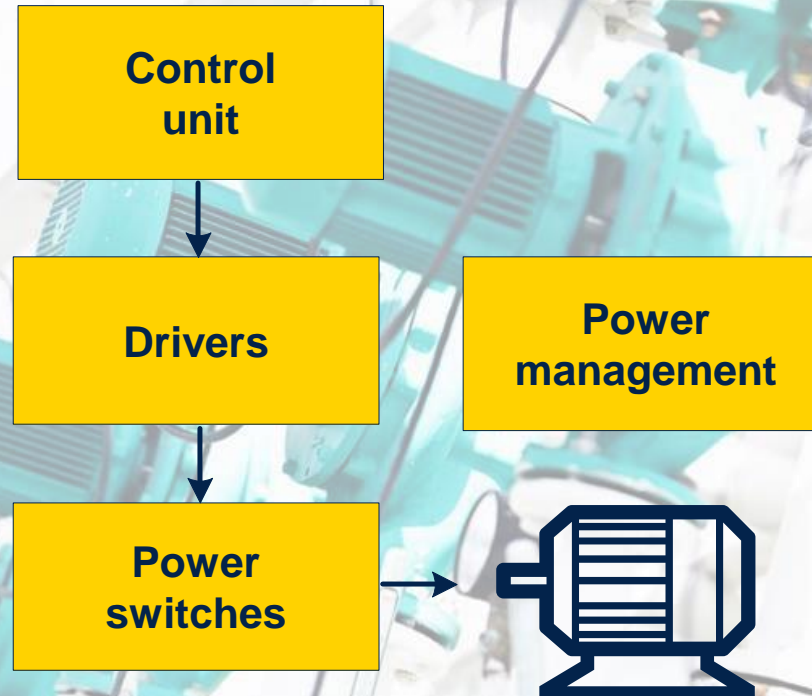 Control
unit
Drivers
Power
management
Power
switches